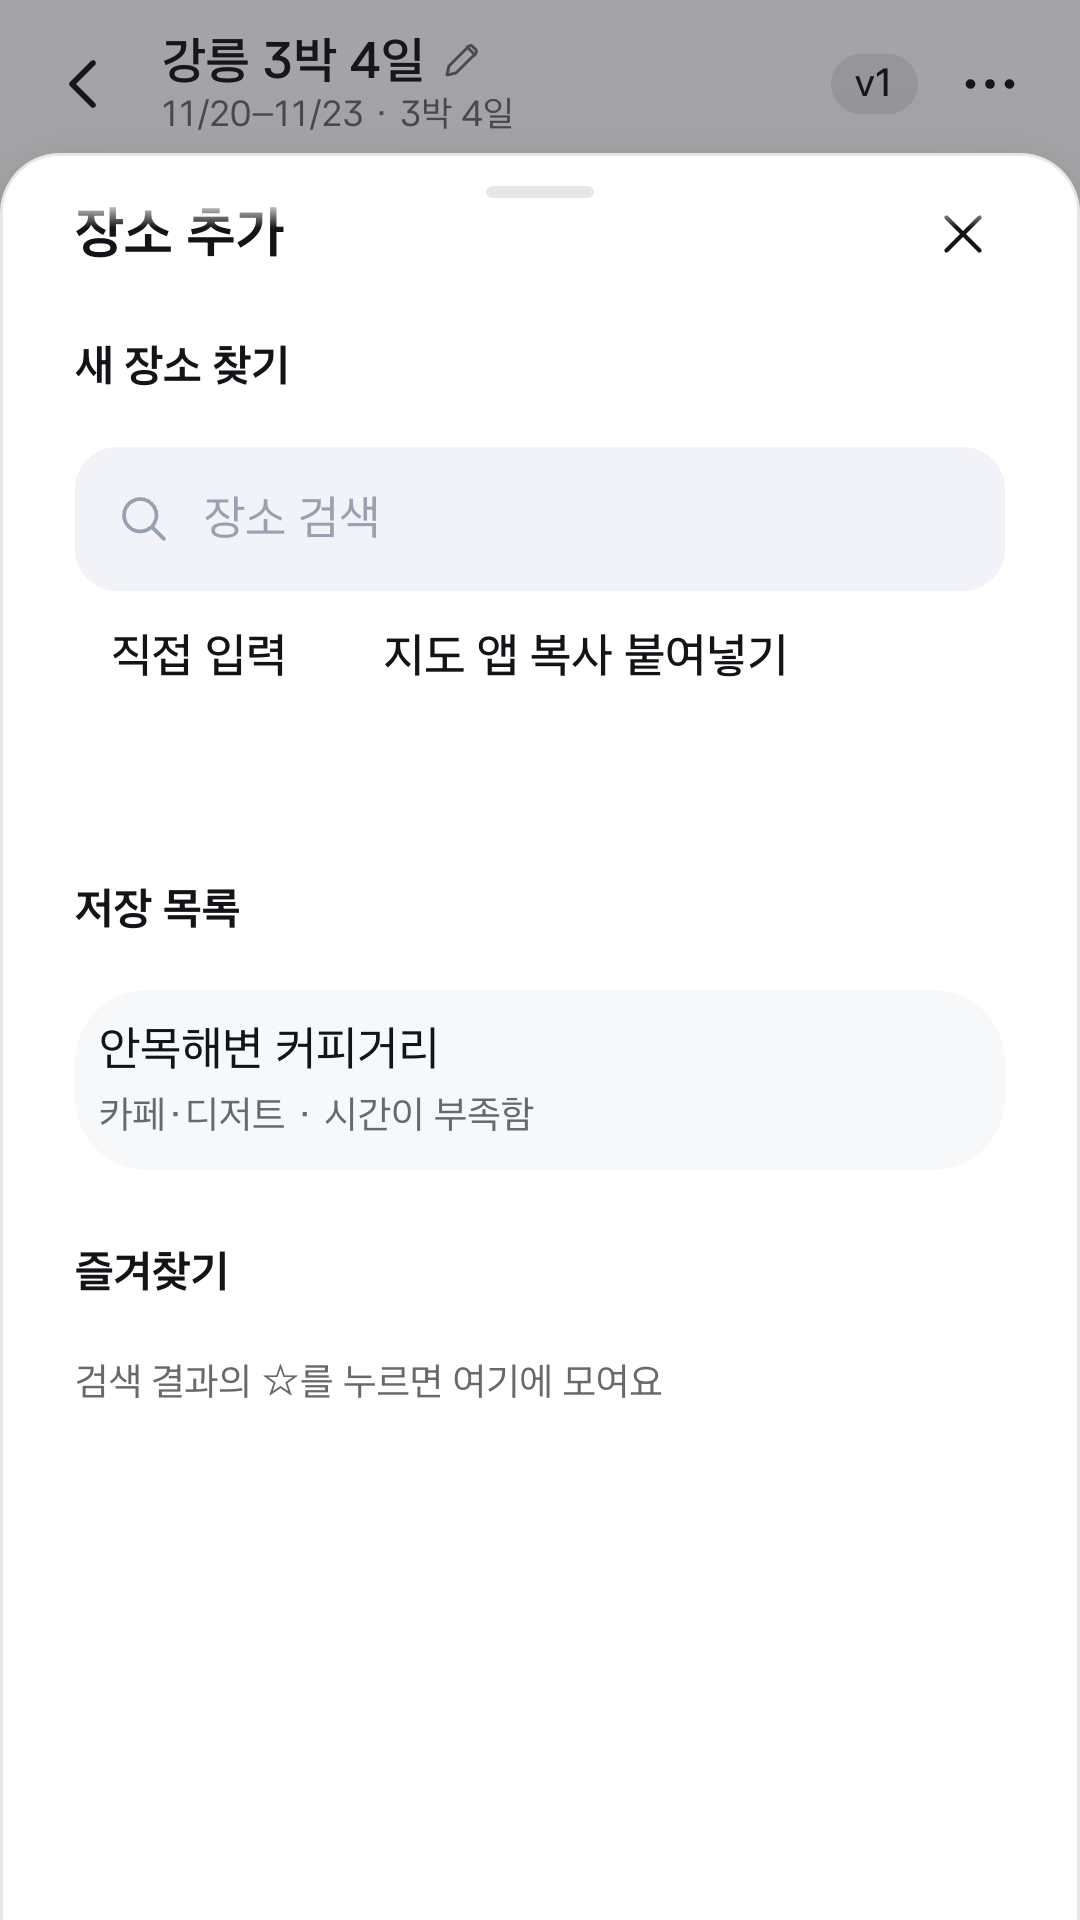 강릉 3박 4일
11/20–11/23 · 3박 4일
v1
장소 추가
새 장소 찾기
장소 검색
직접 입력 지도 앱 복사 붙여넣기
저장 목록
안목해변 커피거리
카페·디저트 · 시간이 부족함
즐겨찾기
검색 결과의 ☆를 누르면 여기에 모여요